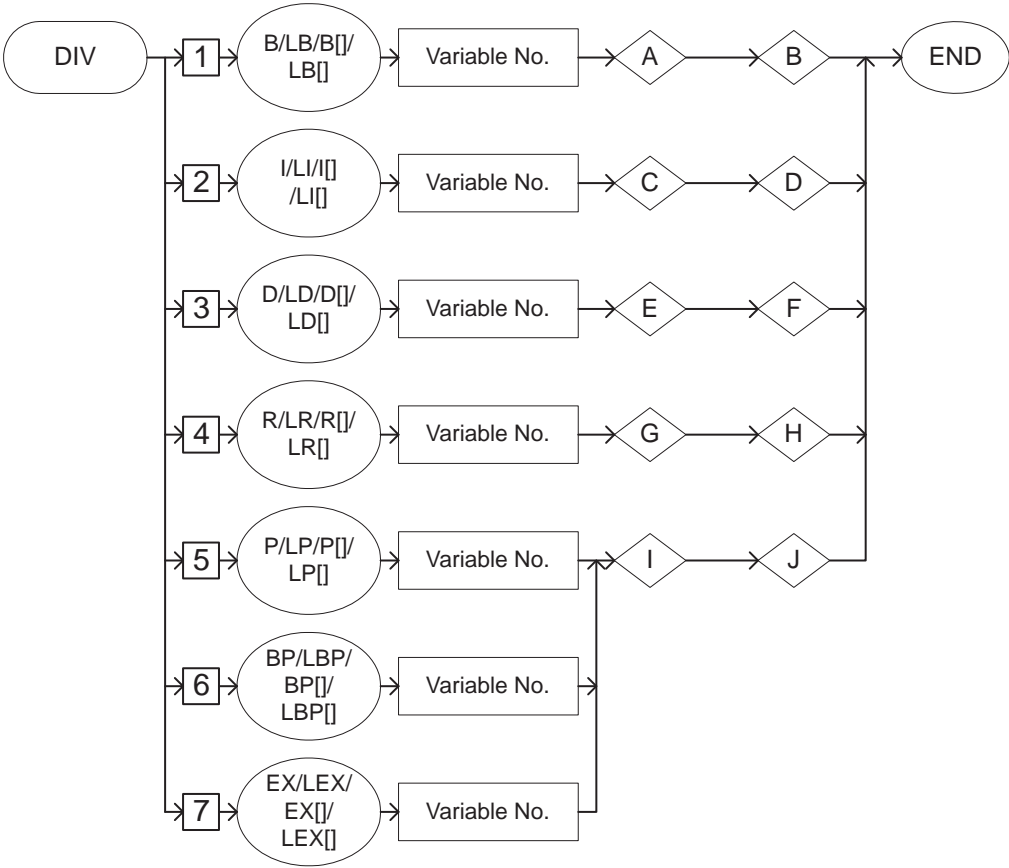 DIV
1
B/LB/B[]/
LB[]
Variable No.
A
B
END
2
I/LI/I[]
/LI[]
Variable No.
C
D
3
D/LD/D[]/
LD[]
Variable No.
E
F
4
R/LR/R[]/
LR[]
Variable No.
G
H
5
P/LP/P[]/
LP[]
Variable No.
I
J
6
BP/LBP/
BP[]/
LBP[]
Variable No.
7
EX/LEX/
EX[]/
LEX[]
Variable No.